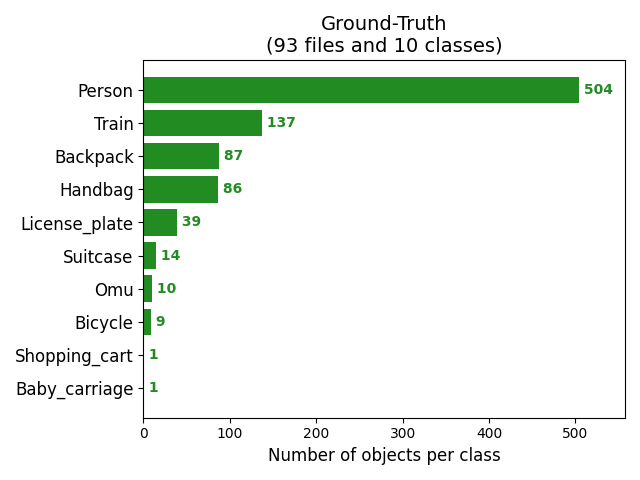 Ground-Truth
(93 files and 10 classes)
Person 504
Train 137
Backpack 87
Handbag 86
License_plate 39
Suitcase 14
Omu 10
Bicycle 9
Shopping_cart 1
Baby_carriage 1
0 100 200 300 400 500
Number of objects per class